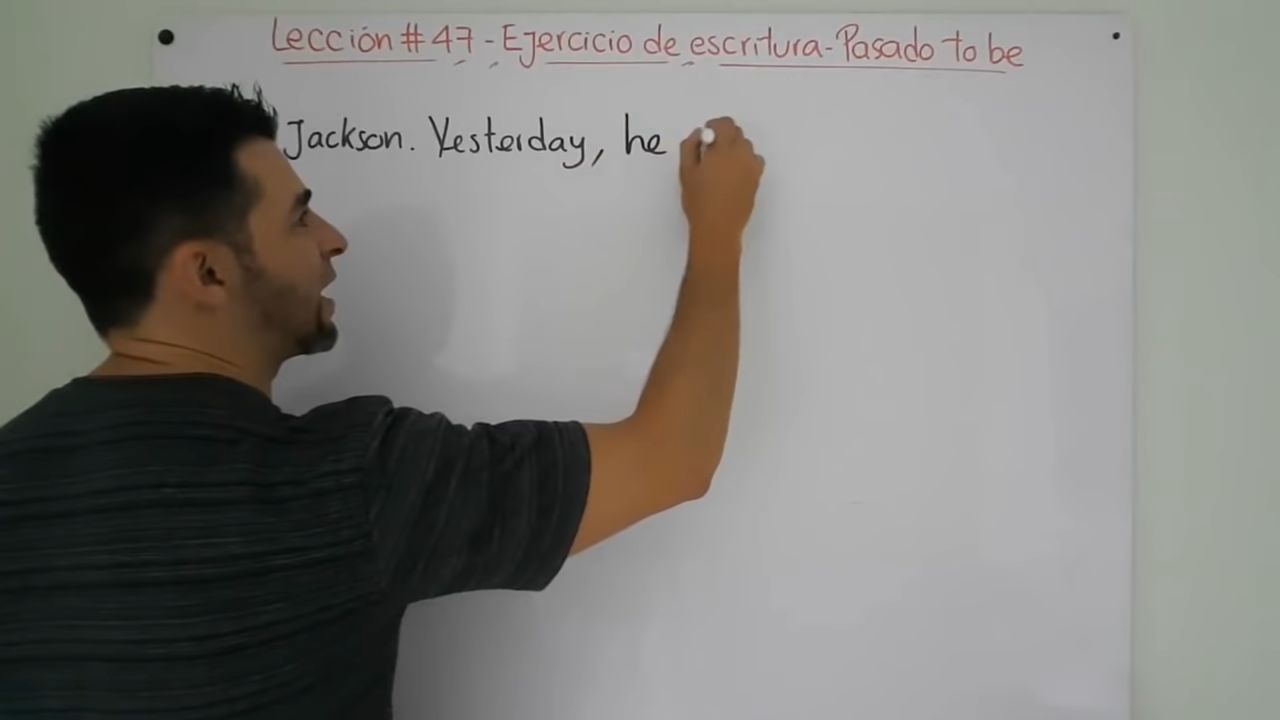 Lección # 47 - Ejercicio de escritura - Pasado to be
Jackson. Yesterday, he